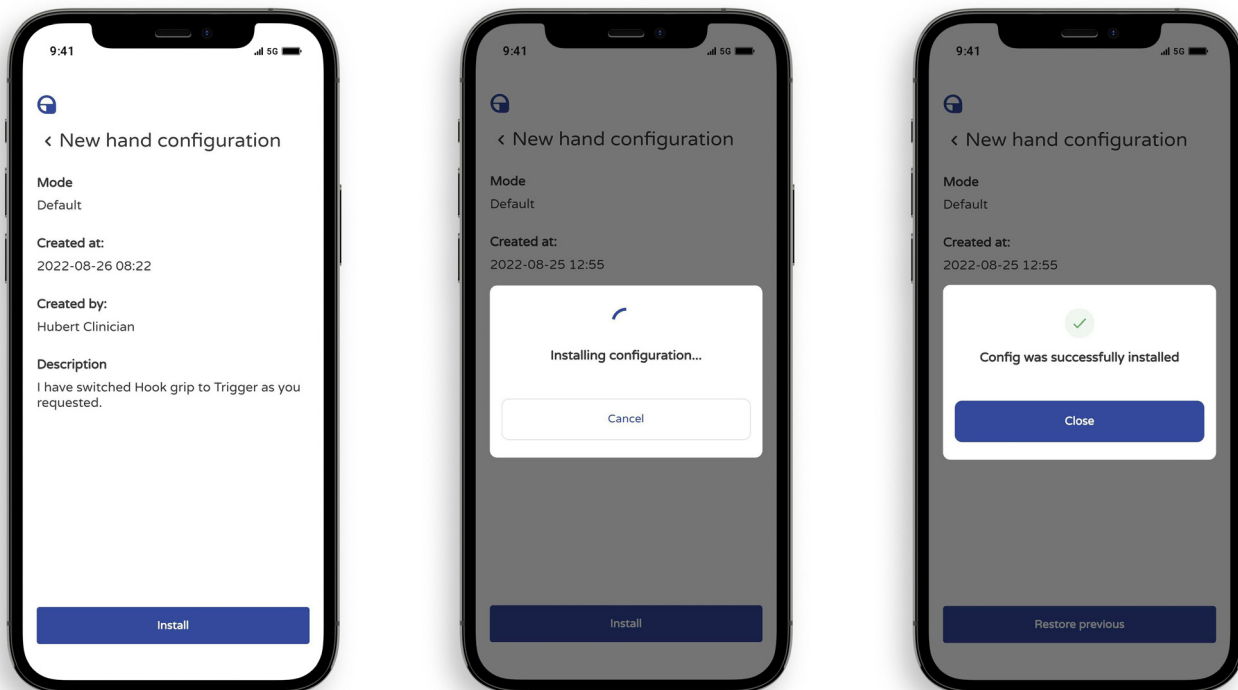 9:41
5G
< New hand configuration
Mode
Default
Created at:
2022-08-26 08:22
Created by:
Hubert Clinician
Description
I have switched Hook grip to Trigger as you
requested.
Install
9:41
5G
< New hand configuration
Mode
Default
Created at:
2022-08-25 12:55
Installing configuration...
Cancel
Install
9:41
5G
< New hand configuration
Mode
Default
Created at:
2022-08-25 12:55
Config was successfully installed
Close
Restore previous